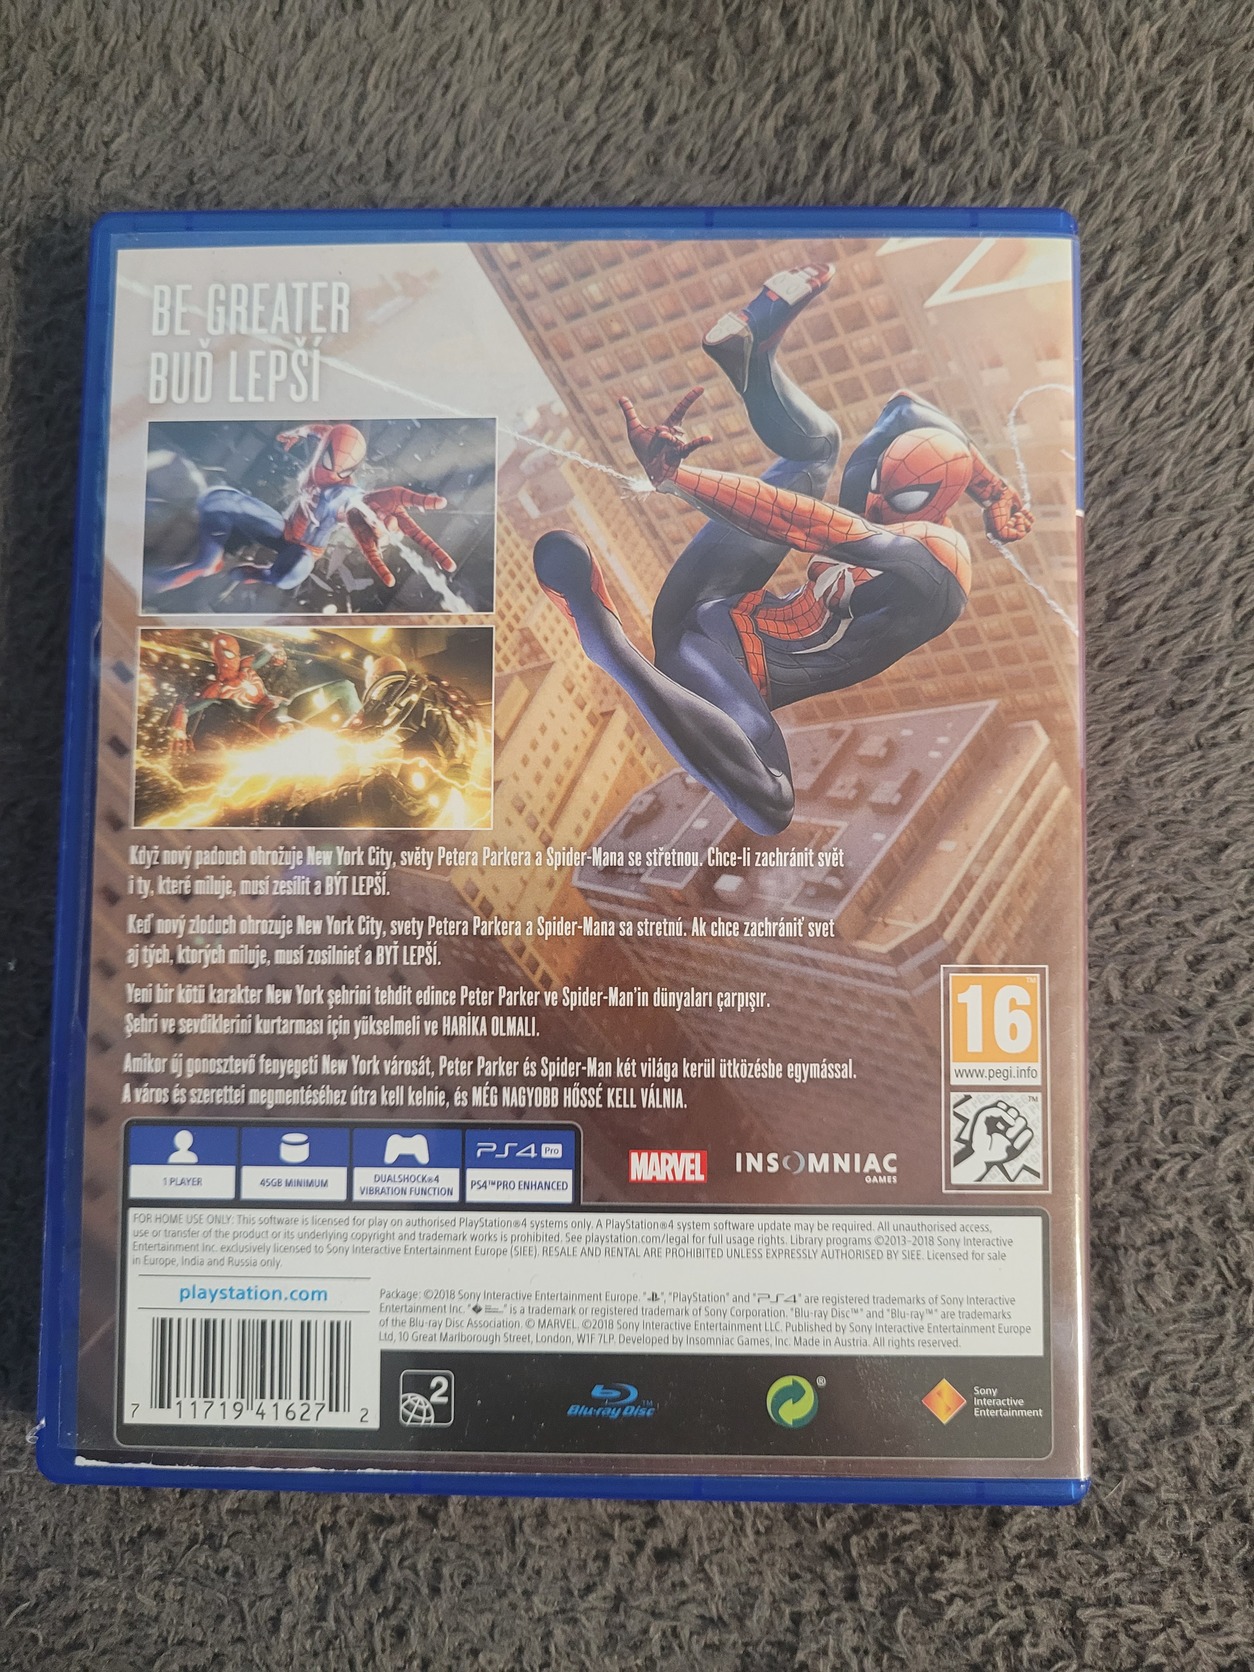 BE GREATER
BUĎ LEPŠÍ
Když nový padouch ohrožuje New York City, světy Petera Parkera a Spider-Mana se střetnou. Chce-li zachránit svět
i ty, které miluje, musí zesílit a BÝT LEPŠÍ.
Keď nový zloduch ohrozuje New York City, svety Petera Parkera a Spider-Mana sa stretnú. Ak chce zachrániť svet
aj tých, ktorých miluje, musí zosilnieť a BYŤ LEPŠÍ.
Yeni bir kötü karakter New York şehrini tehdit edince Peter Parker ve Spider-Man'in dünyaları çarpışır.
Şehri ve sevdiklerini kurtarması için yükselmeli ve HARİKA OLMALI.
Amikor új gonosztevő fenyegeti New York városát, Peter Parker és Spider-Man két világa kerül ütközésbe egymással.
A város és szerettei megmentéséhez útra kell kelnie, és MÉG NAGYOBB HŐSSÉ KELL VÁLNIA.
16™
www.pegi.info
™
PS4 Pro
1 PLAYER
45GB MINIMUM
DUALSHOCK®4
VIBRATION FUNCTION
PS4™PRO ENHANCED
MARVEL
INSOMNIAC
GAMES
FOR HOME USE ONLY: This software is licensed for play on authorised PlayStation®4 systems only. A PlayStation®4 system software update may be required. All unauthorised access,
use or transfer of the product or its underlying copyright and trademark works is prohibited. See playstation.com/legal for full usage rights. Library programs ©2013-2018 Sony Interactive
Entertainment Inc. exclusively licensed to Sony Interactive Entertainment Europe (SIEE). RESALE AND RENTAL ARE PROHIBITED UNLESS EXPRESSLY AUTHORISED BY SIEE. Licensed for sale
in Europe, India and Russia only.
playstation.com
Package: ©2018 Sony Interactive Entertainment Europe. "", "PlayStation" and "PS4" are registered trademarks of Sony Interactive
Entertainment Inc. "" is a trademark or registered trademark of Sony Corporation. "Blu-ray Disc™" and "Blu-ray™" are trademarks
of the Blu-ray Disc Association. © MARVEL. ©2018 Sony Interactive Entertainment LLC. Published by Sony Interactive Entertainment Europe
Ltd, 10 Great Marlborough Street, London, W1F 7LP. Developed by Insomniac Games, Inc. Made in Austria. All rights reserved.
7 11719 41627 2
2
Blu-ray Disc™
®
Sony
Interactive
Entertainment